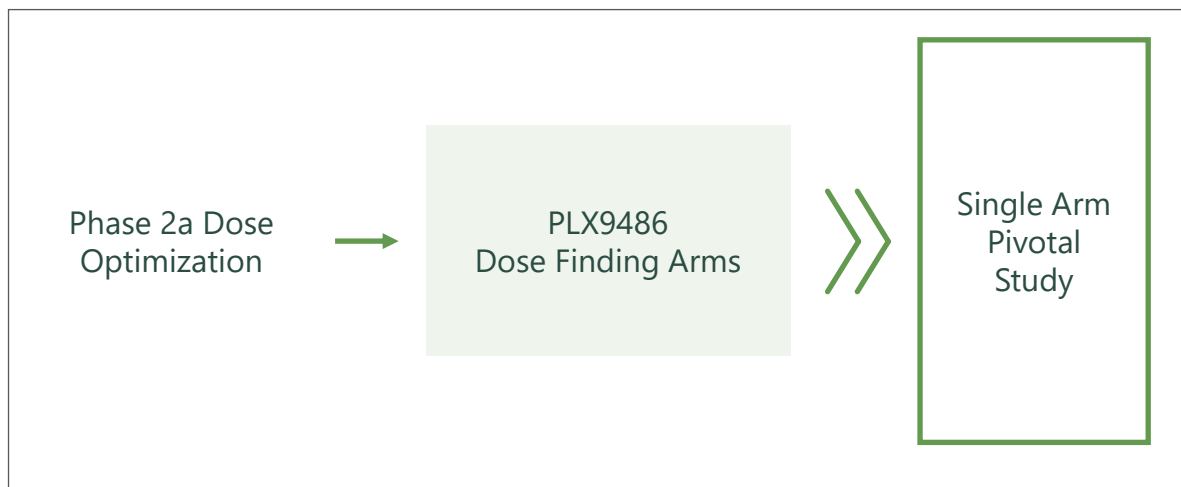 Phase 2a Dose
Optimization
PLX9486
Dose Finding Arms
Single Arm
Pivotal
Study